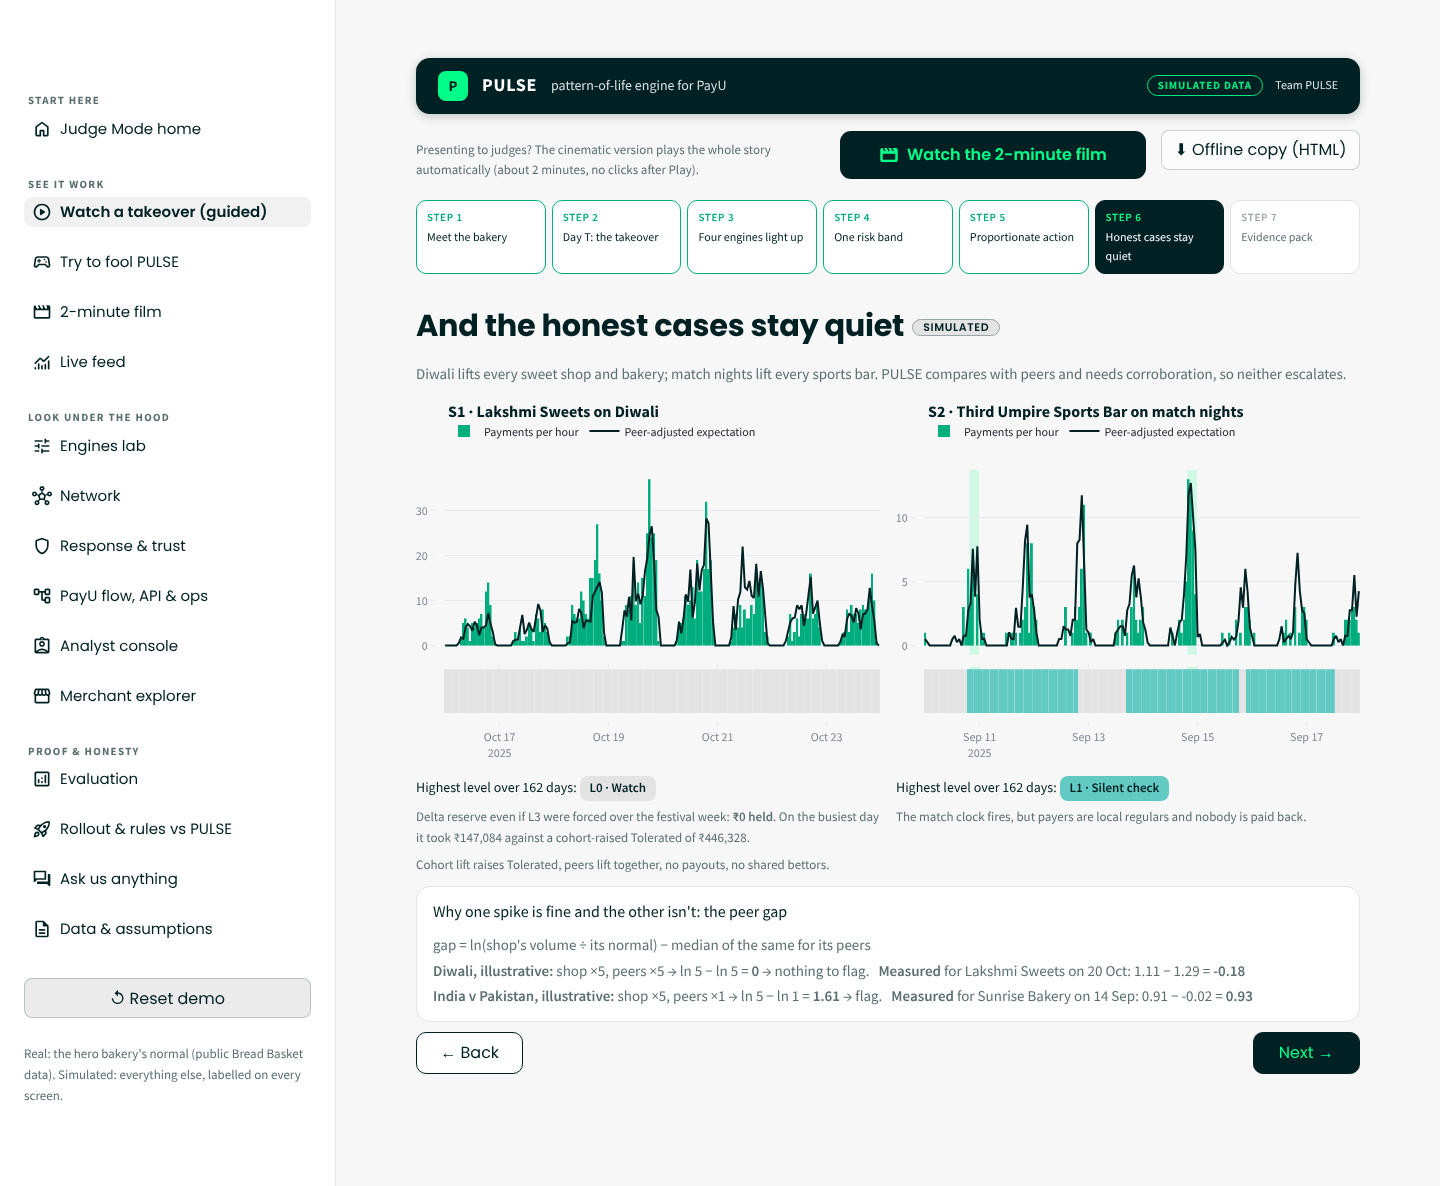 START HERE
Judge Mode home
SEE IT WORK
Watch a takeover (guided)
Try to fool PULSE
2-minute film
Live feed
LOOK UNDER THE HOOD
Engines lab
Network
Response & trust
PayU flow, API & ops
Analyst console
Merchant explorer
PROOF & HONESTY
Evaluation
Rollout & rules vs PULSE
Ask us anything
Data & assumptions
Reset demo
Real: the hero bakery's normal (public Bread Basket
data). Simulated: everything else, labelled on every
screen.
P PULSE pattern-of-life engine for PayU
SIMULATED DATA Team PULSE
Presenting to judges? The cinematic version plays the whole story
automatically (about 2 minutes, no clicks after Play).
Watch the 2-minute film
⬇ Offline copy (HTML)
STEP 1
Meet the bakery
STEP 2
Day T: the takeover
STEP 3
Four engines light up
STEP 4
One risk band
STEP 5
Proportionate action
STEP 6
Honest cases stay
quiet
STEP 7
Evidence pack
And the honest cases stay quiet SIMULATED
Diwali lifts every sweet shop and bakery; match nights lift every sports bar. PULSE compares with peers and needs corroboration, so neither escalates.
S1 · Lakshmi Sweets on Diwali
Payments per hour Peer-adjusted expectation
30
20
10
0
Oct 17 Oct 19 Oct 21 Oct 23
2025
S2 · Third Umpire Sports Bar on match nights
Payments per hour Peer-adjusted expectation
10
5
0
Sep 11 Sep 13 Sep 15 Sep 17
2025
Highest level over 162 days: L0 · Watch
Delta reserve even if L3 were forced over the festival week: ₹0 held. On the busiest day
it took ₹147,084 against a cohort-raised Tolerated of ₹446,328.
Cohort lift raises Tolerated, peers lift together, no payouts, no shared bettors.
Highest level over 162 days: L1 · Silent check
The match clock fires, but payers are local regulars and nobody is paid back.
Why one spike is fine and the other isn't: the peer gap
gap = ln(shop's volume ÷ its normal) − median of the same for its peers
Diwali, illustrative: shop ×5, peers ×5 → ln 5 − ln 5 = 0 → nothing to flag. Measured for Lakshmi Sweets on 20 Oct: 1.11 − 1.29 = -0.18
India v Pakistan, illustrative: shop ×5, peers ×1 → ln 5 − ln 1 = 1.61 → flag. Measured for Sunrise Bakery on 14 Sep: 0.91 − -0.02 = 0.93
← Back
Next →